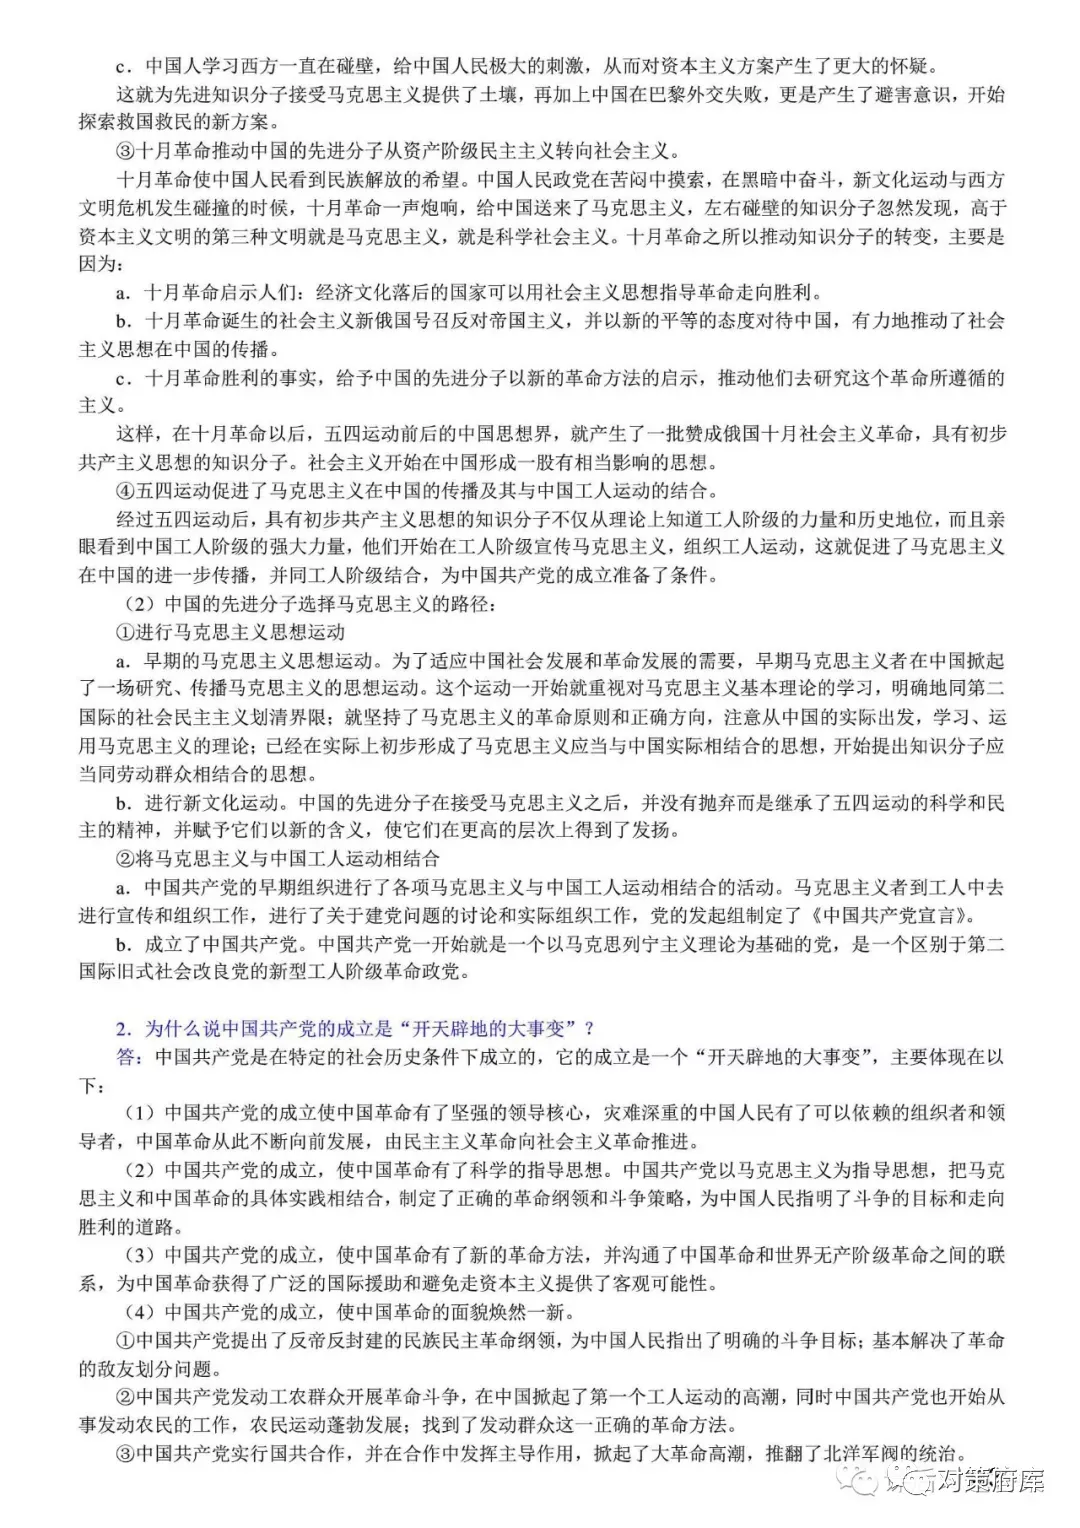 c．中国人学习西方一直在碰壁，给中国人民极大的刺激，从而对资本主义方案产生了更大的怀疑。
这就为先进知识分子接受马克思主义提供了土壤，再加上中国在巴黎外交失败，更是产生了避害意识，开始
探索救国救民的新方案。
③十月革命推动中国的先进分子从资产阶级民主主义转向社会主义。
十月革命使中国人民看到民族解放的希望。中国人民政党在苦闷中摸索，在黑暗中奋斗，新文化运动与西方
文明危机发生碰撞的时候，十月革命一声炮响，给中国送来了马克思主义，左右碰壁的知识分子忽然发现，高于
资本主义文明的第三种文明就是马克思主义，就是科学社会主义。十月革命之所以推动知识分子的转变，主要是
因为：
a．十月革命启示人们：经济文化落后的国家可以用社会主义思想指导革命走向胜利。
b．十月革命诞生的社会主义新俄国号召反对帝国主义，并以新的平等的态度对待中国，有力地推动了社会
主义思想在中国的传播。
c．十月革命胜利的事实，给予中国的先进分子以新的革命方法的启示，推动他们去研究这个革命所遵循的
主义。
这样，在十月革命以后，五四运动前后的中国思想界，就产生了一批赞成俄国十月社会主义革命，具有初步
共产主义思想的知识分子。社会主义开始在中国形成一股有相当影响的思想。
④五四运动促进了马克思主义在中国的传播及其与中国工人运动的结合。
经过五四运动后，具有初步共产主义思想的知识分子不仅从理论上知道工人阶级的力量和历史地位，而且亲
眼看到中国工人阶级的强大力量，他们开始在工人阶级宣传马克思主义，组织工人运动，这就促进了马克思主义
在中国的进一步传播，并同工人阶级结合，为中国共产党的成立准备了条件。
（2）中国的先进分子选择马克思主义的路径：
①进行马克思主义思想运动
a．早期的马克思主义思想运动。为了适应中国社会发展和革命发展的需要，早期马克思主义者在中国掀起
了一场研究、传播马克思主义的思想运动。这个运动一开始就重视对马克思主义基本理论的学习，明确地同第二
国际的社会民主主义划清界限；就坚持了马克思主义的革命原则和正确方向，注意从中国的实际出发，学习、运
用马克思主义的理论；已经在实际上初步形成了马克思主义应当与中国实际相结合的思想，开始提出知识分子应
当同劳动群众相结合的思想。
b．进行新文化运动。中国的先进分子在接受马克思主义之后，并没有抛弃而是继承了五四运动的科学和民
主的精神，并赋予它们以新的含义，使它们在更高的层次上得到了发扬。
②将马克思主义与中国工人运动相结合
a．中国共产党的早期组织进行了各项马克思主义与中国工人运动相结合的活动。马克思主义者到工人中去
进行宣传和组织工作，进行了关于建党问题的讨论和实际组织工作，党的发起组制定了《中国共产党宣言》。
b．成立了中国共产党。中国共产党一开始就是一个以马克思列宁主义理论为基础的党，是一个区别于第二
国际旧式社会改良党的新型工人阶级革命政党。
2．为什么说中国共产党的成立是“开天辟地的大事变”？
答：中国共产党是在特定的社会历史条件下成立的，它的成立是一个“开天辟地的大事变”，主要体现在以
下：
（1）中国共产党的成立使中国革命有了坚强的领导核心，灾难深重的中国人民有了可以依赖的组织者和领
导者，中国革命从此不断向前发展，由民主主义革命向社会主义革命推进。
（2）中国共产党的成立，使中国革命有了科学的指导思想。中国共产党以马克思主义为指导思想，把马克
思主义和中国革命的具体实践相结合，制定了正确的革命纲领和斗争策略，为中国人民指明了斗争的目标和走向
胜利的道路。
（3）中国共产党的成立，使中国革命有了新的革命方法，并沟通了中国革命和世界无产阶级革命之间的联
系，为中国革命获得了广泛的国际援助和避免走资本主义提供了客观可能性。
（4）中国共产党的成立，使中国革命的面貌焕然一新。
①中国共产党提出了反帝反封建的民族民主革命纲领，为中国人民指出了明确的斗争目标；基本解决了革命
的敌友划分问题。
②中国共产党发动工农群众开展革命斗争，在中国掀起了第一个工人运动的高潮，同时中国共产党也开始从
事发动农民的工作，农民运动蓬勃发展；找到了发动群众这一正确的革命方法。
③中国共产党实行国共合作，并在合作中发挥主导作用，掀起了大革命高潮，推翻了北洋军阀的统治。
对策府库